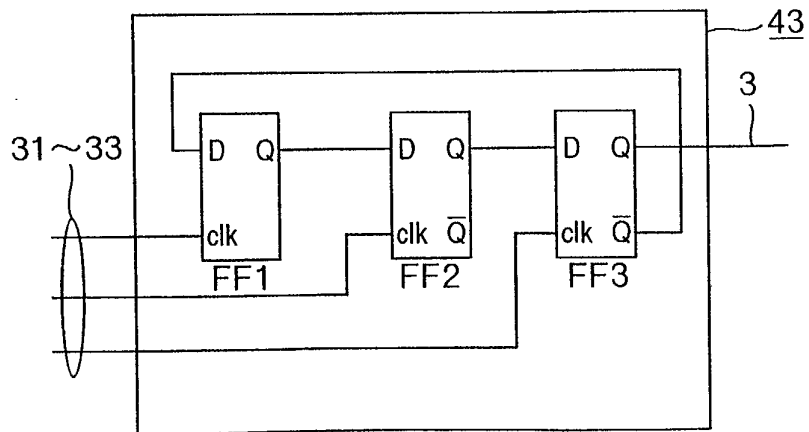 43
3
31~33
D Q
D Q
D Q
clk
clk Q̅
clk Q̅
FF1
FF2
FF3